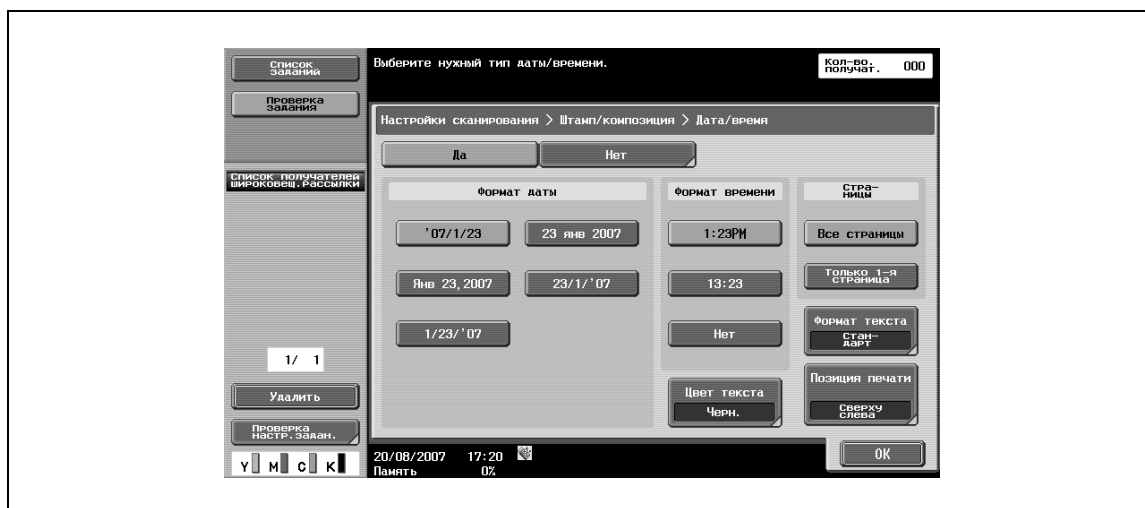 Список
заданий
Проверка
задания
Список получателей
широковещ.рассылки
1/ 1
Удалить
Проверка
настр.задан.
Y M C K
Выберите нужный тип даты/времени.
Кол-во.
получат. 000
Настройки сканирования > Штамп/композиция > Дата/время
Да Нет
Формат даты
'07/1/23 23 янв 2007
Янв 23,2007 23/1/'07
1/23/'07
Формат времени
1:23PM
13:23
Нет
Цвет текста
Черн.
Стра-
ницы
Все страницы
Только 1-я
страница
Формат текста
Стан-
дарт
Позиция печати
Сверху
слева
20/08/2007 17:20
Память 0%
OK